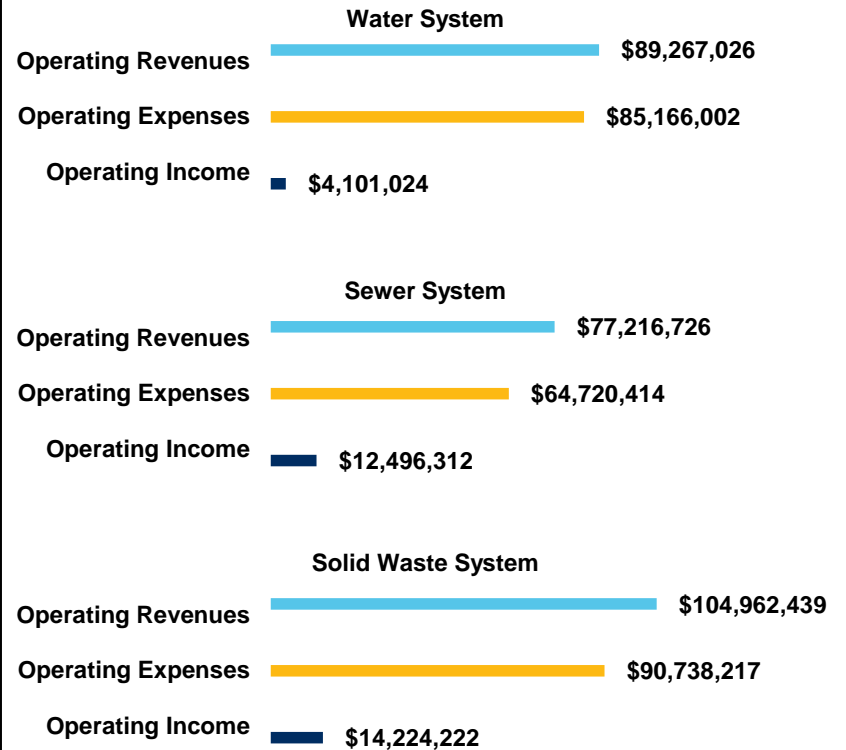 Water System
Operating Revenues $89,267,026
Operating Expenses $85,166,002
Operating Income $4,101,024
Sewer System
Operating Revenues $77,216,726
Operating Expenses $64,720,414
Operating Income $12,496,312
Solid Waste System
Operating Revenues $104,962,439
Operating Expenses $90,738,217
Operating Income $14,224,222